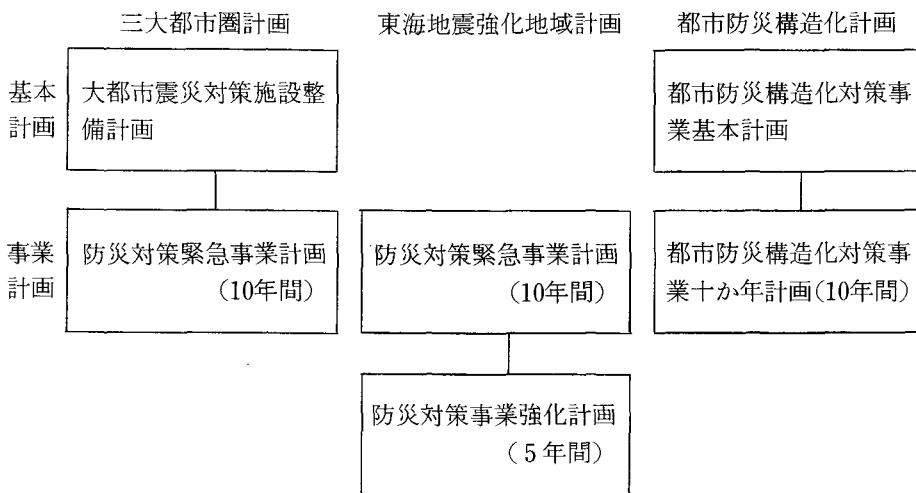 三大都市圏計画
東海地震強化地域計画
都市防災構造化計画
基本
計画
大都市震災対策施設整
備計画
都市防災構造化対策事
業基本計画
事業
計画
防災対策緊急事業計画
（10年間）
防災対策緊急事業計画
（10年間）
都市防災構造化対策事
業十か年計画（10年間）
防災対策事業強化計画
（５年間）